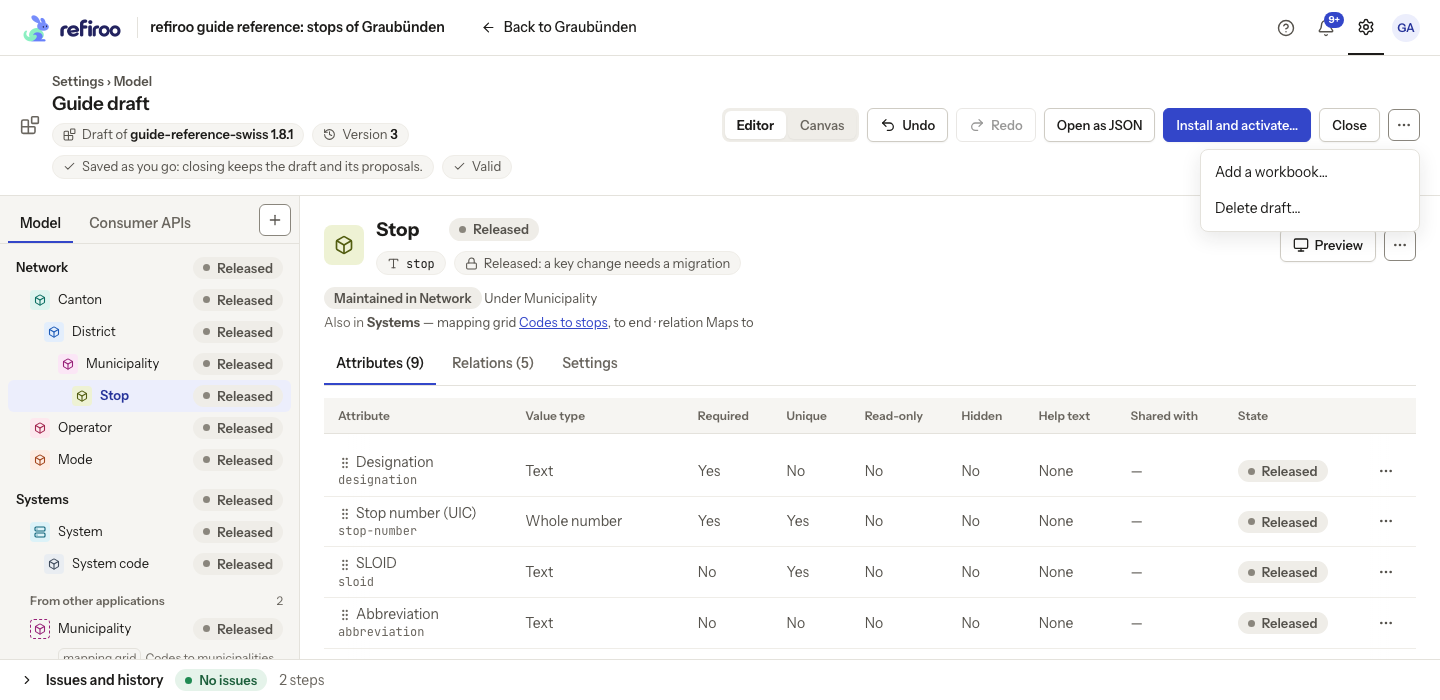 refiroo
refiroo guide reference: stops of Graubünden
← Back to Graubünden
9+
GA
Settings › Model
Guide draft
Draft of guide-reference-swiss 1.8.1
Version 3
Saved as you go: closing keeps the draft and its proposals.
Valid
Editor
Canvas
Undo
Redo
Open as JSON
Install and activate...
Close
Add a workbook...
Delete draft...
Model
Consumer APIs
Network Released
Canton Released
District Released
Municipality Released
Stop Released
Operator Released
Mode Released
Systems Released
System Released
System code Released
From other applications 2
Municipality Released
mapping grid Codes to municipalities
Stop
Released
Preview
stop
Released: a key change needs a migration
Maintained in Network Under Municipality
Also in Systems — mapping grid Codes to stops, to end · relation Maps to
Attributes (9)
Relations (5)
Settings
Attribute Value type Required Unique Read-only Hidden Help text Shared with State
Designation
designation
Text Yes No No No None — Released
Stop number (UIC)
stop-number
Whole number Yes Yes No No None — Released
SLOID
sloid
Text No Yes No No None — Released
Abbreviation
abbreviation
Text No No No No None — Released
Issues and history
No issues
2 steps